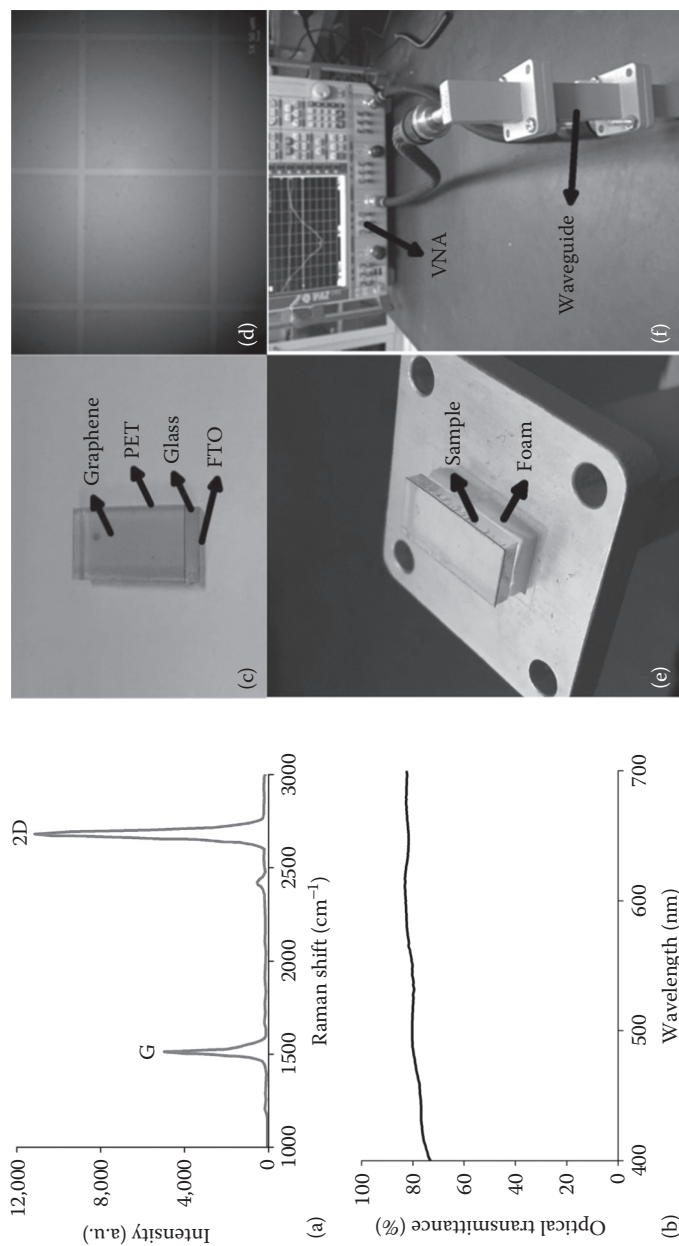 12,000
8,000
4,000
0
Intensity (a.u.)
G
2D
1000
1500
2000
2500
3000
Raman shift (cm⁻¹)
(a)
100
80
60
40
20
0
Optical transmittance (%)
400
500
600
700
Wavelength (nm)
(b)
Graphene
PET
Glass
FTO
(c)
(d)
Sample
Foam
(e)
VNA
Waveguide
(f)